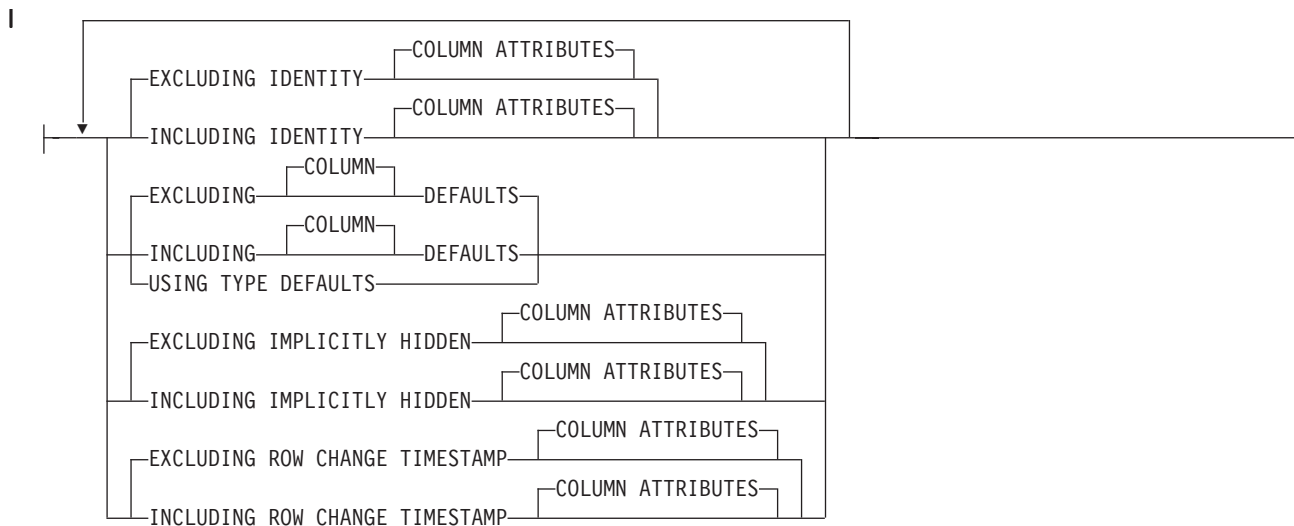 COLUMN ATTRIBUTES
EXCLUDING IDENTITY
COLUMN ATTRIBUTES
INCLUDING IDENTITY
COLUMN
EXCLUDING DEFAULTS
COLUMN
INCLUDING DEFAULTS
USING TYPE DEFAULTS
COLUMN ATTRIBUTES
EXCLUDING IMPLICITLY HIDDEN
COLUMN ATTRIBUTES
INCLUDING IMPLICITLY HIDDEN
COLUMN ATTRIBUTES
EXCLUDING ROW CHANGE TIMESTAMP
COLUMN ATTRIBUTES
INCLUDING ROW CHANGE TIMESTAMP